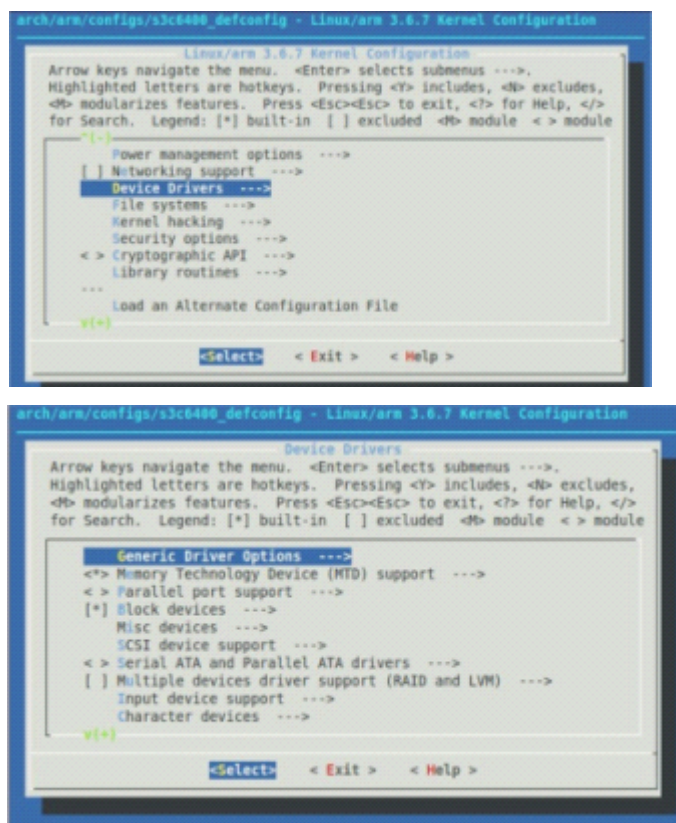 arch/arm/configs/s3c6400_defconfig - Linux/arm 3.6.7 Kernel Configuration
Linux/arm 3.6.7 Kernel Configuration
Arrow keys navigate the menu.  <Enter> selects submenus --->.
Highlighted letters are hotkeys.  Pressing <Y> includes, <N> excludes,
<M> modularizes features.  Press <Esc><Esc> to exit, <?> for Help, </>
for Search.  Legend: [*] built-in  [ ] excluded  <M> module  < > module
^(-)
Power management options  --->
[ ] Networking support  --->
Device Drivers  --->
File systems  --->
Kernel hacking  --->
Security options  --->
< > Cryptographic API  --->
Library routines  --->
---
Load an Alternate Configuration File
v(+)
<Select>    < Exit >    < Help >
arch/arm/configs/s3c6400_defconfig - Linux/arm 3.6.7 Kernel Configuration
Device Drivers
Arrow keys navigate the menu.  <Enter> selects submenus --->.
Highlighted letters are hotkeys.  Pressing <Y> includes, <N> excludes,
<M> modularizes features.  Press <Esc><Esc> to exit, <?> for Help, </>
for Search.  Legend: [*] built-in  [ ] excluded  <M> module  < > module
Generic Driver Options  --->
<*> Memory Technology Device (MTD) support  --->
< > Parallel port support  --->
[*] Block devices  --->
Misc devices  --->
SCSI device support  --->
< > Serial ATA and Parallel ATA drivers  --->
[ ] Multiple devices driver support (RAID and LVM)  --->
Input device support  --->
Character devices  --->
v(+)
<Select>    < Exit >    < Help >